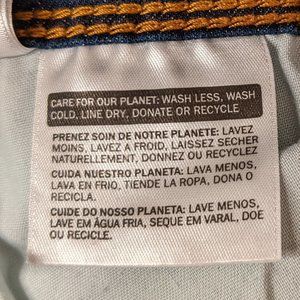 CARE FOR OUR PLANET: WASH LESS, WASH
COLD, LINE DRY, DONATE OR RECYCLE
PRENEZ SOIN DE NOTRE PLANETE: LAVEZ
MOINS, LAVEZ A FROID, LAISSEZ SECHER
NATURELLEMENT, DONNEZ OU RECYCLEZ
CUIDA NUESTRO PLANETA: LAVA MENOS,
LAVA EN FRIO, TIENDE LA ROPA, DONA O
RECICLA.
CUIDE DO NOSSO PLANETA: LAVE MENOS,
LAVE EM ÁGUA FRIA, SEQUE EM VARAL, DOE
OU RECICLE.